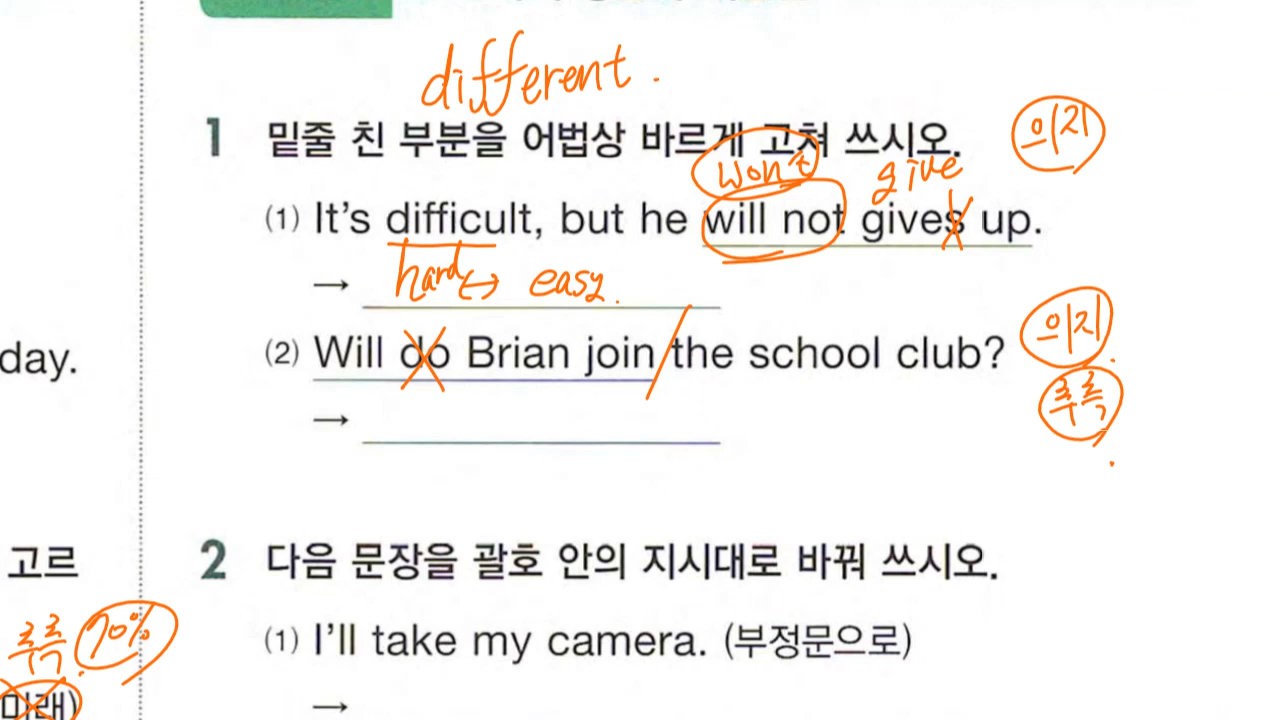 different.
1 밑줄 친 부분을 어법상 바르게 고쳐 쓰시오.
의지
won't give
(1) It's difficult, but he will not gives up.
→ hard ↔ easy.
의지.
day.
(2) Will do Brian join / the school club?
추측.
→
고르
2 다음 문장을 괄호 안의 지시대로 바꿔 쓰시오.
추측. 70%
(1) I'll take my camera. (부정문으로)
미래)
→